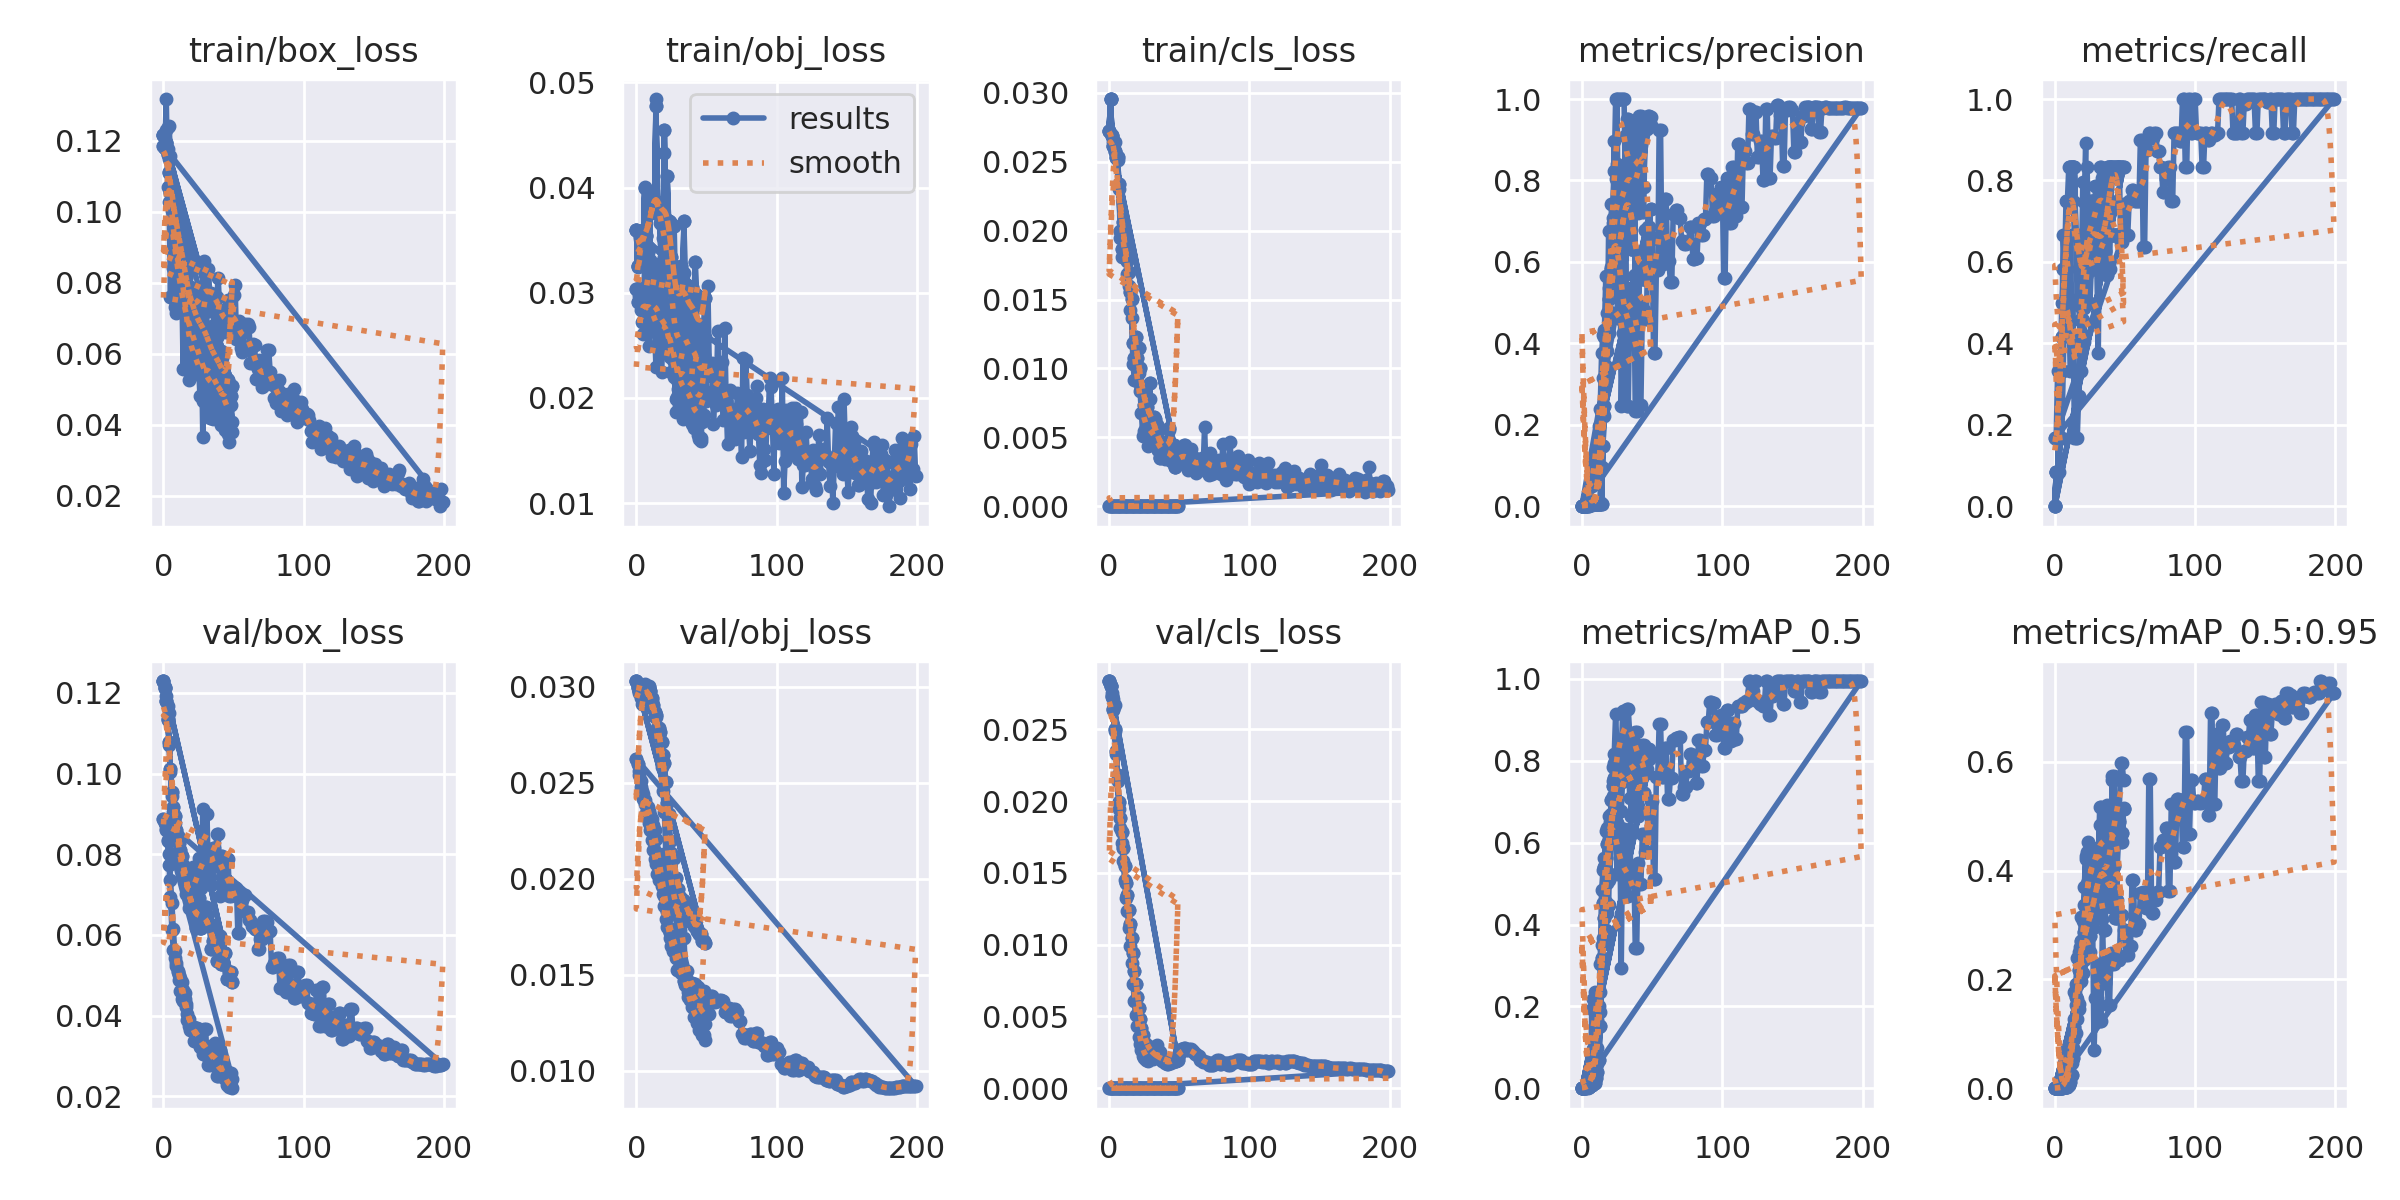 train/box_loss
0.12
0.10
0.08
0.06
0.04
0.02
0 100 200
train/obj_loss
results
smooth
0.05
0.04
0.03
0.02
0.01
0 100 200
train/cls_loss
0.030
0.025
0.020
0.015
0.010
0.005
0.000
0 100 200
metrics/precision
1.0
0.8
0.6
0.4
0.2
0.0
0 100 200
metrics/recall
1.0
0.8
0.6
0.4
0.2
0.0
0 100 200
val/box_loss
0.12
0.10
0.08
0.06
0.04
0.02
0 100 200
val/obj_loss
0.030
0.025
0.020
0.015
0.010
0 100 200
val/cls_loss
0.025
0.020
0.015
0.010
0.005
0.000
0 100 200
metrics/mAP_0.5
1.0
0.8
0.6
0.4
0.2
0.0
0 100 200
metrics/mAP_0.5:0.95
0.6
0.4
0.2
0.0
0 100 200